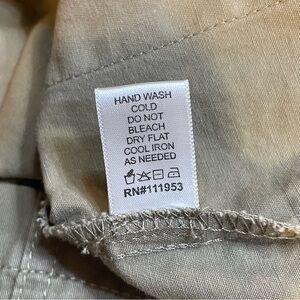 HAND WASH
COLD
DO NOT
BLEACH
DRY FLAT
COOL IRON
AS NEEDED
RN#111953